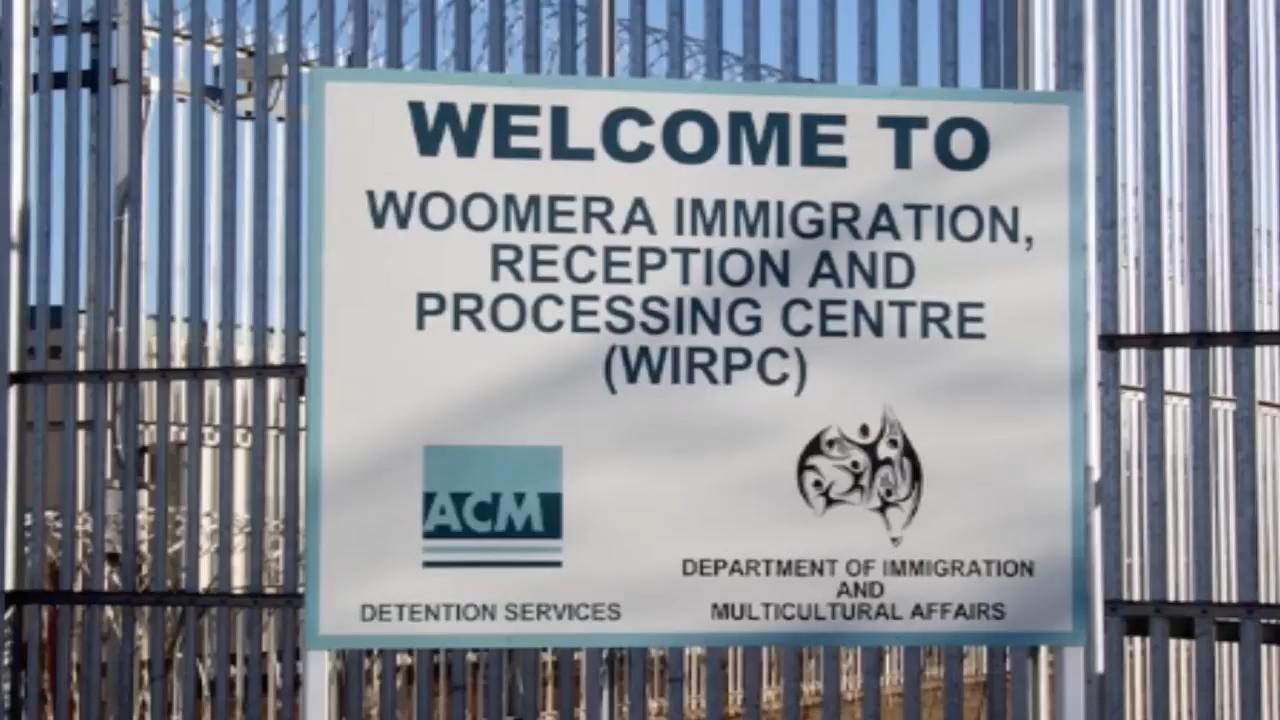 WELCOME TO
WOOMERA IMMIGRATION,
RECEPTION AND
PROCESSING CENTRE
(WIRPC)
ACM
DETENTION SERVICES
DEPARTMENT OF IMMIGRATION
AND
MULTICULTURAL AFFAIRS